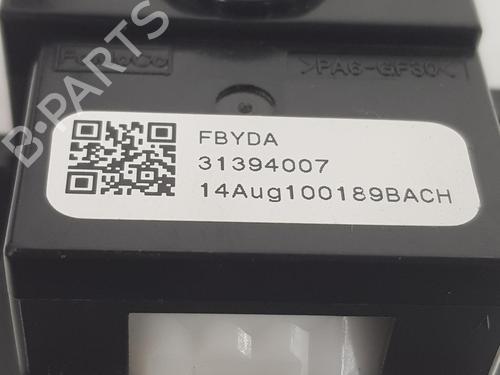 >PA6-GF30<
FBYDA
31394007
14Aug100189BACH
B-PARTS